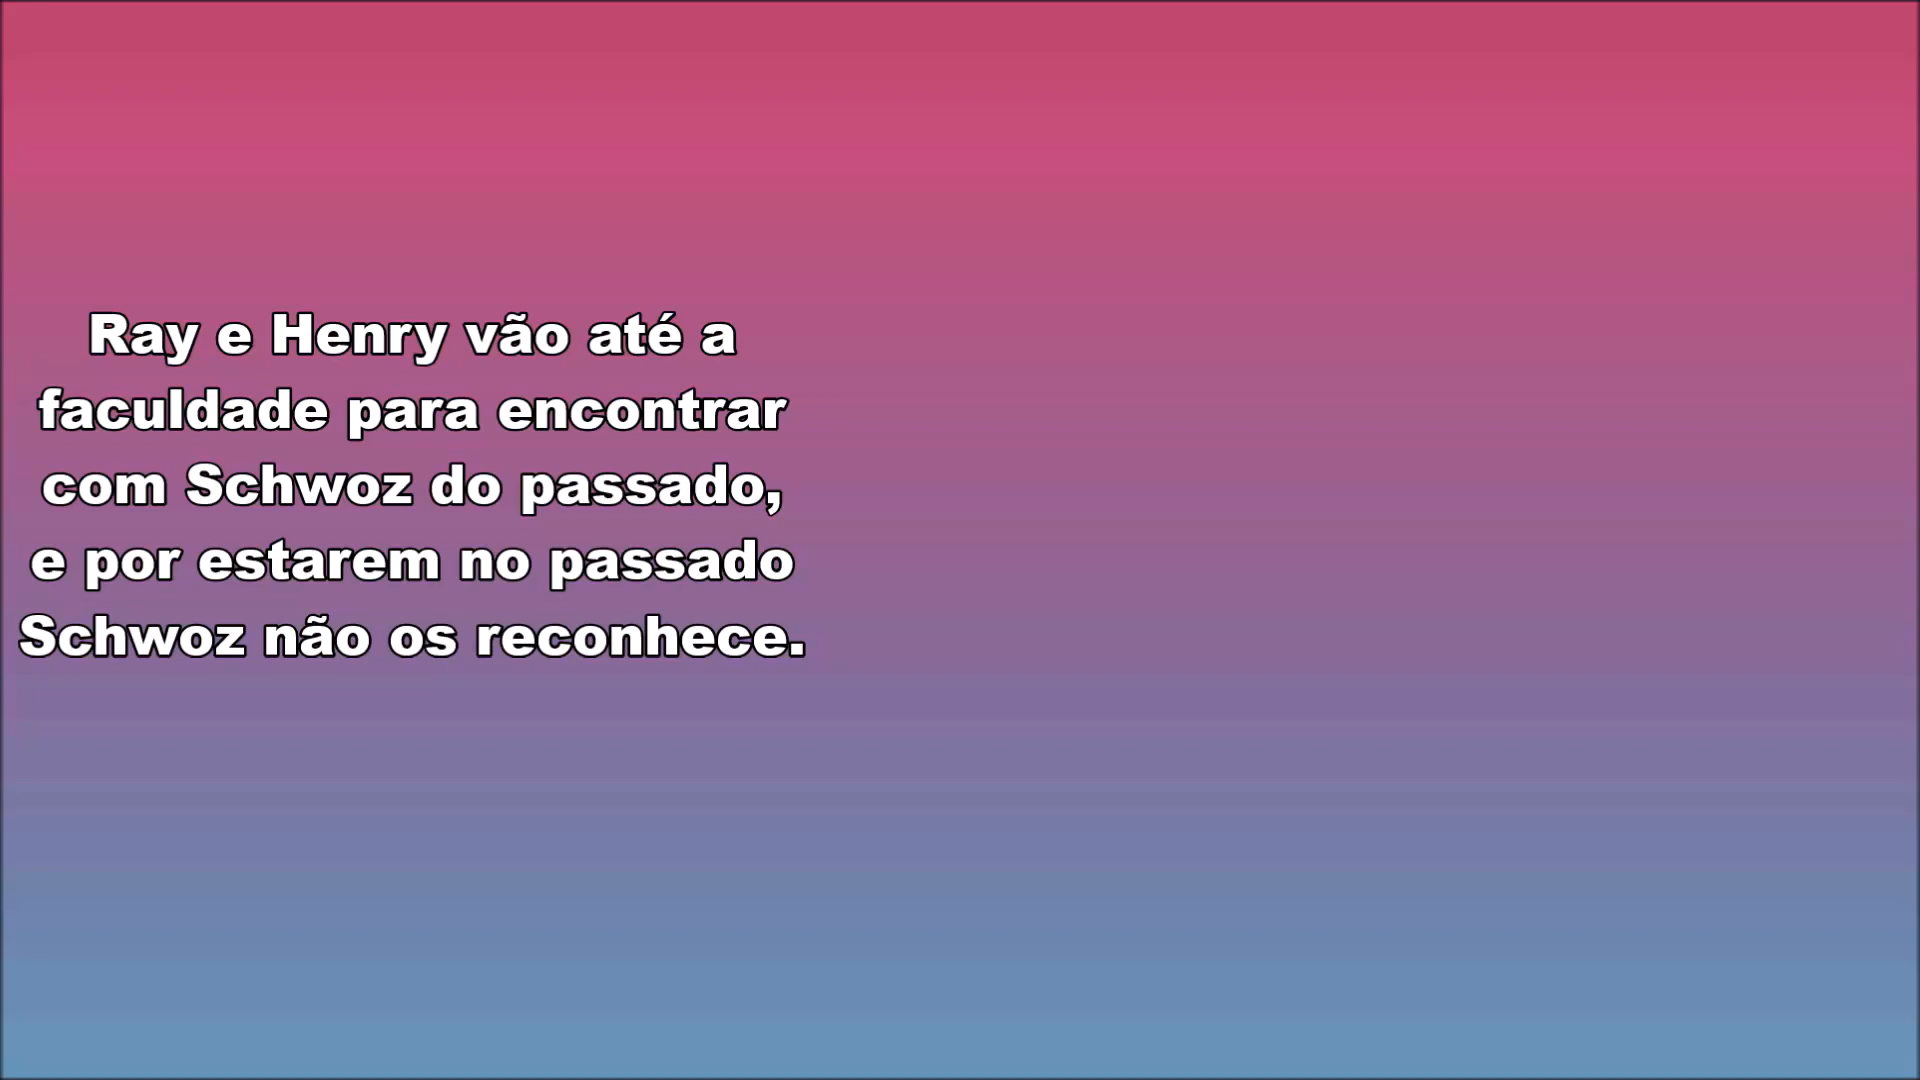 Ray e Henry vão até a
faculdade para encontrar
com Schwoz do passado,
e por estarem no passado
Schwoz não os reconhece.